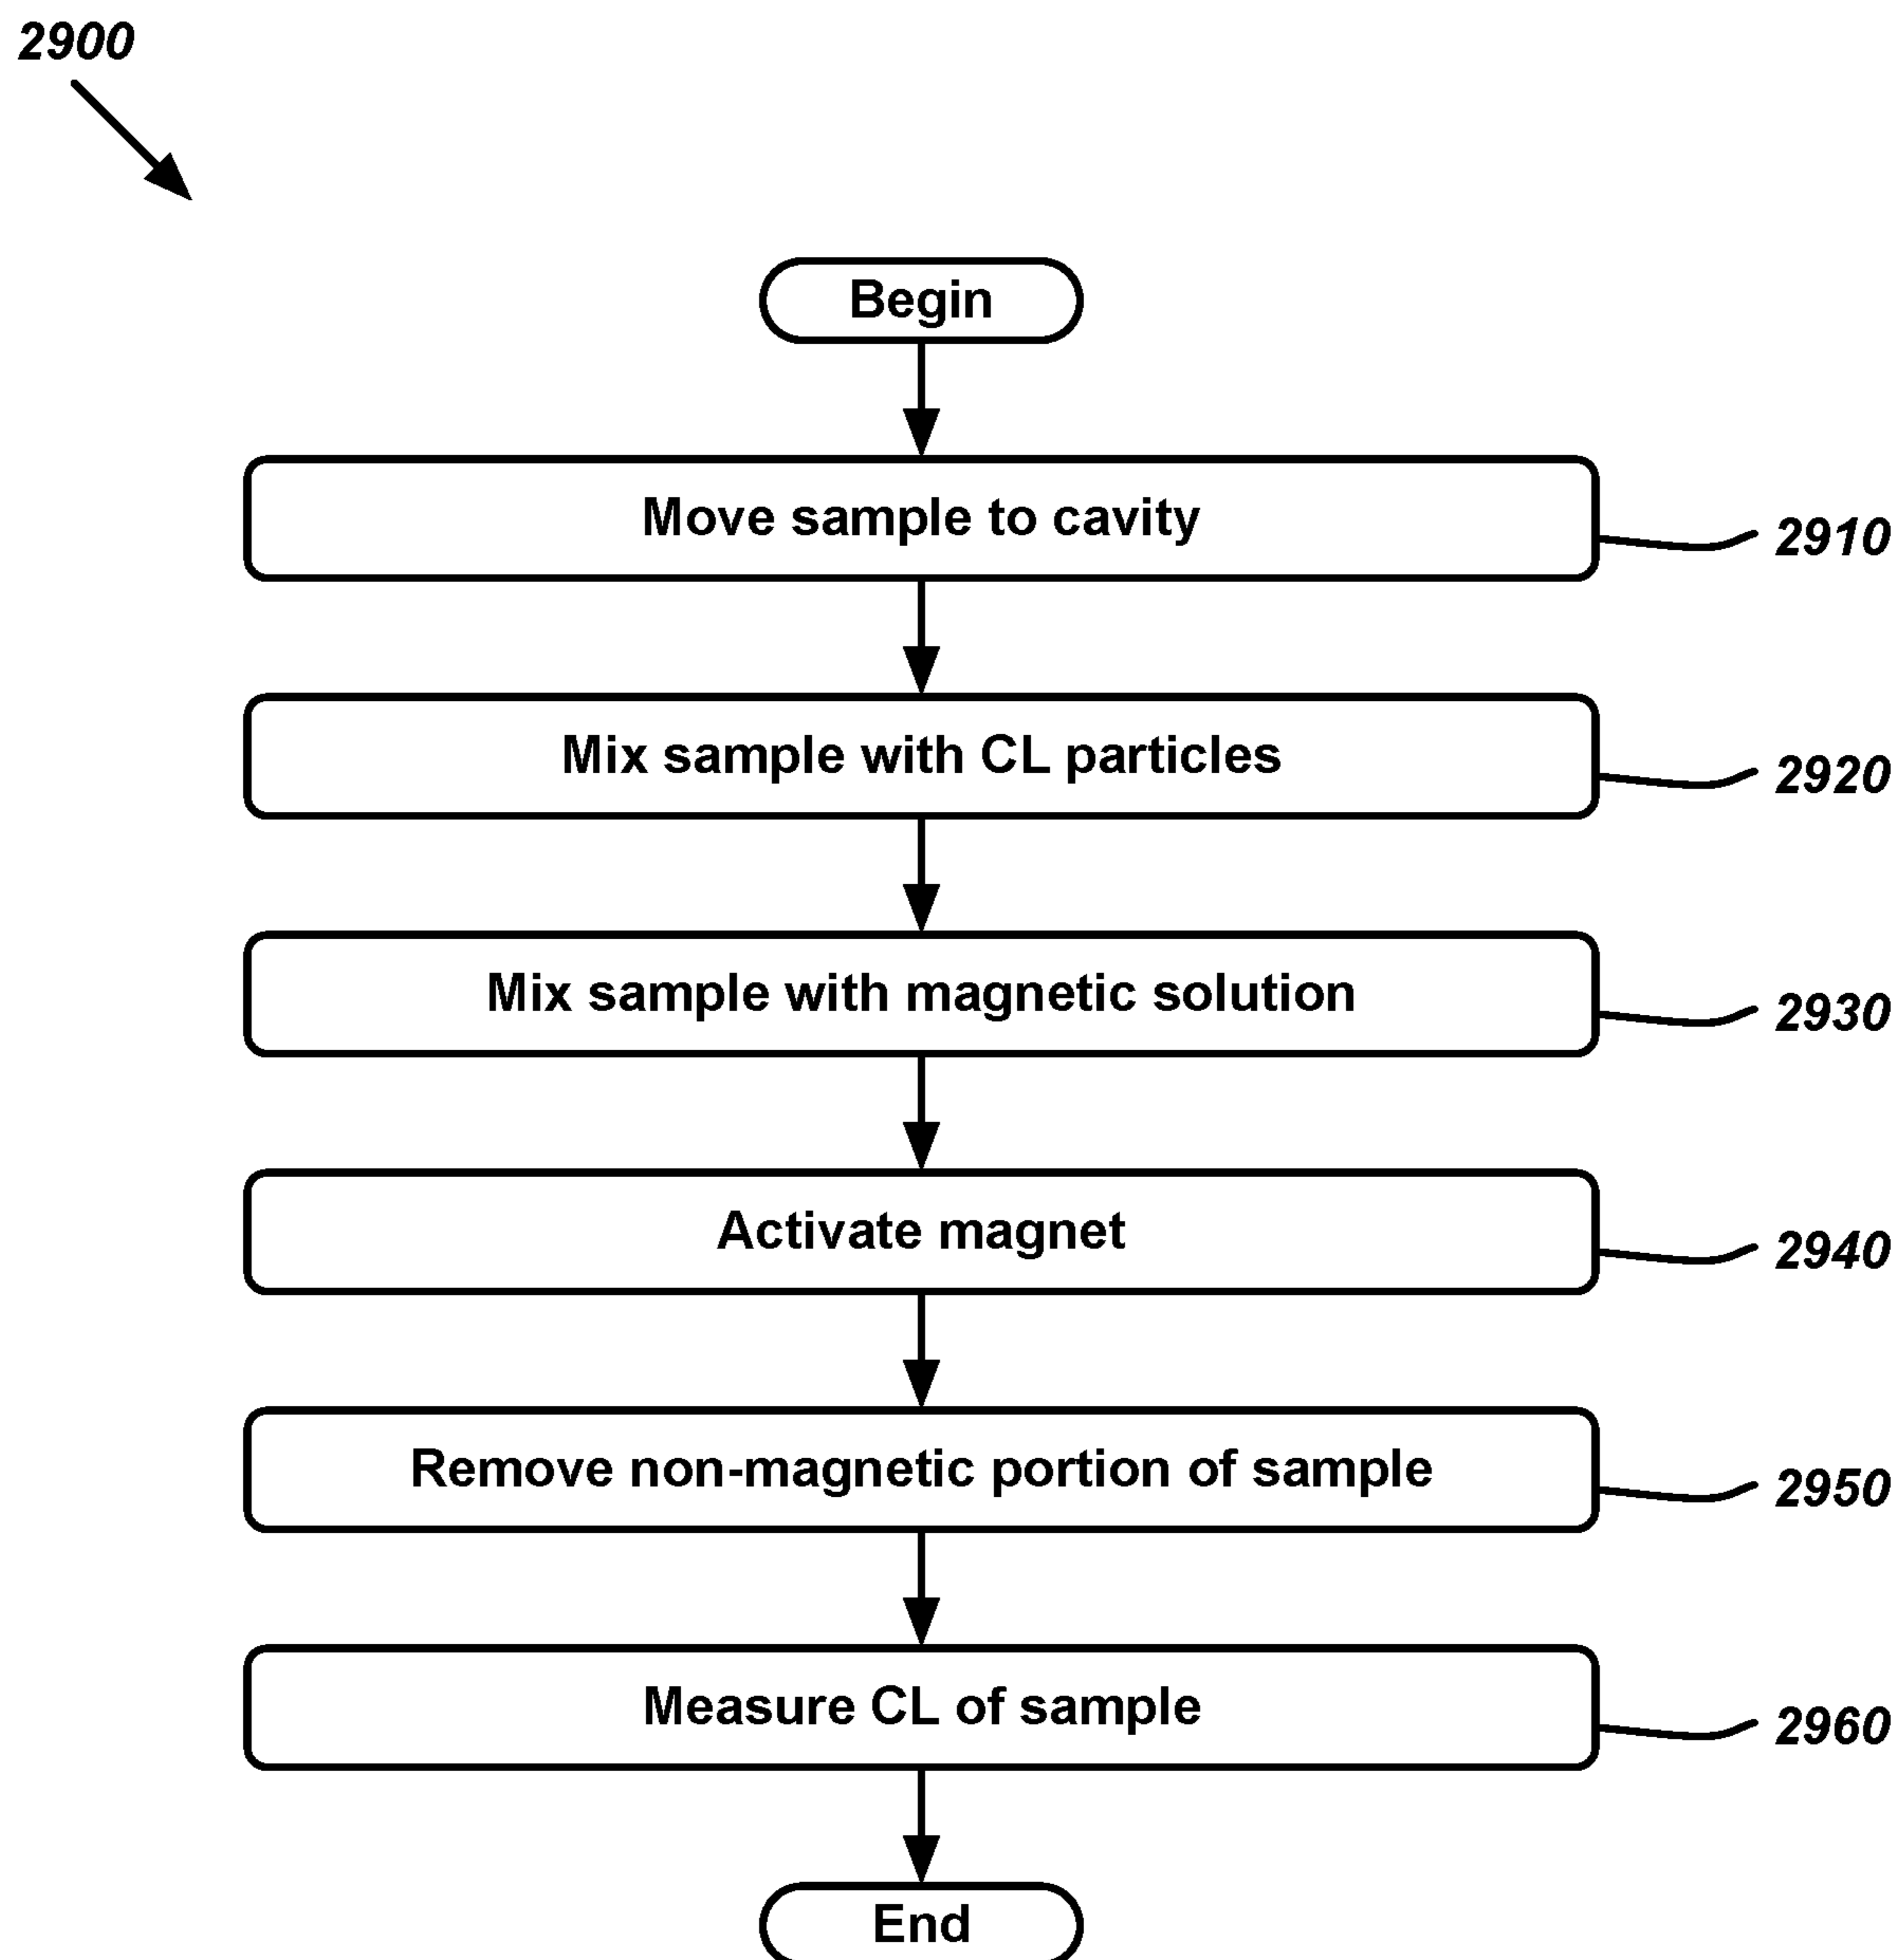 2900
Begin
Move sample to cavity
2910
Mix sample with CL particles
2920
Mix sample with magnetic solution
2930
Activate magnet
2940
Remove non-magnetic portion of sample
2950
Measure CL of sample
2960
End